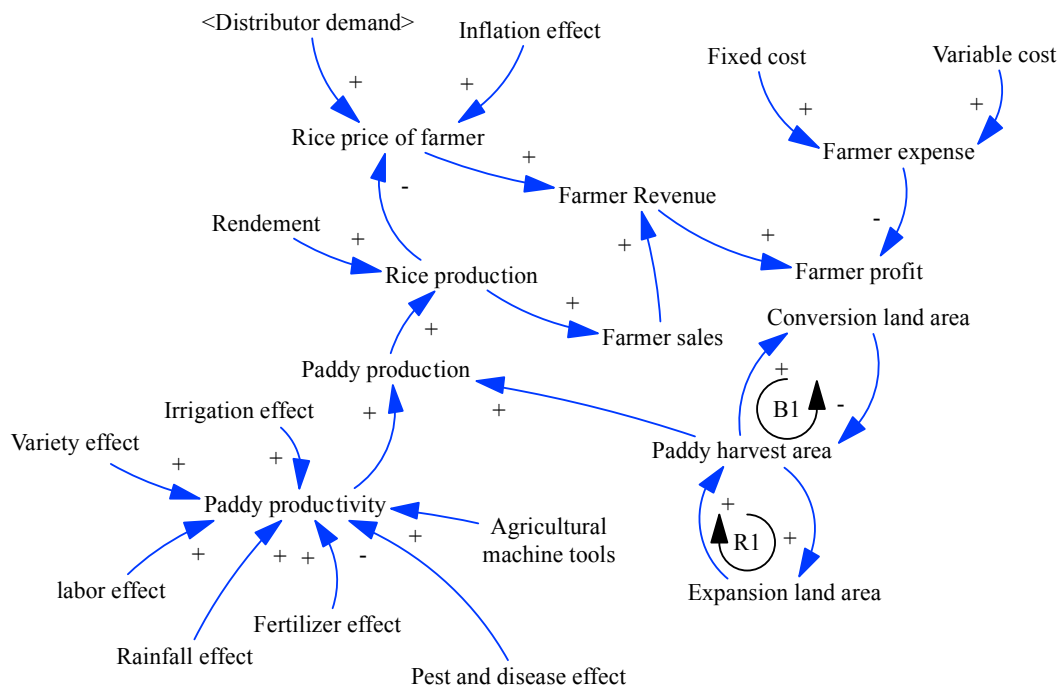 <Distributor demand>
Inflation effect
Fixed cost
Variable cost
+
+
+
+
Rice price of farmer
Farmer expense
+
-
Farmer Revenue
-
Rendement
+
+
+
Rice production
Farmer profit
+
Farmer sales
Conversion land area
+
Paddy production
+
B1
-
Irrigation effect
+
+
Variety effect
+
+
Paddy harvest area
Paddy productivity
+
R1
+
Agricultural
machine tools
+
+
+
+
-
labor effect
Expansion land area
Fertilizer effect
Rainfall effect
Pest and disease effect